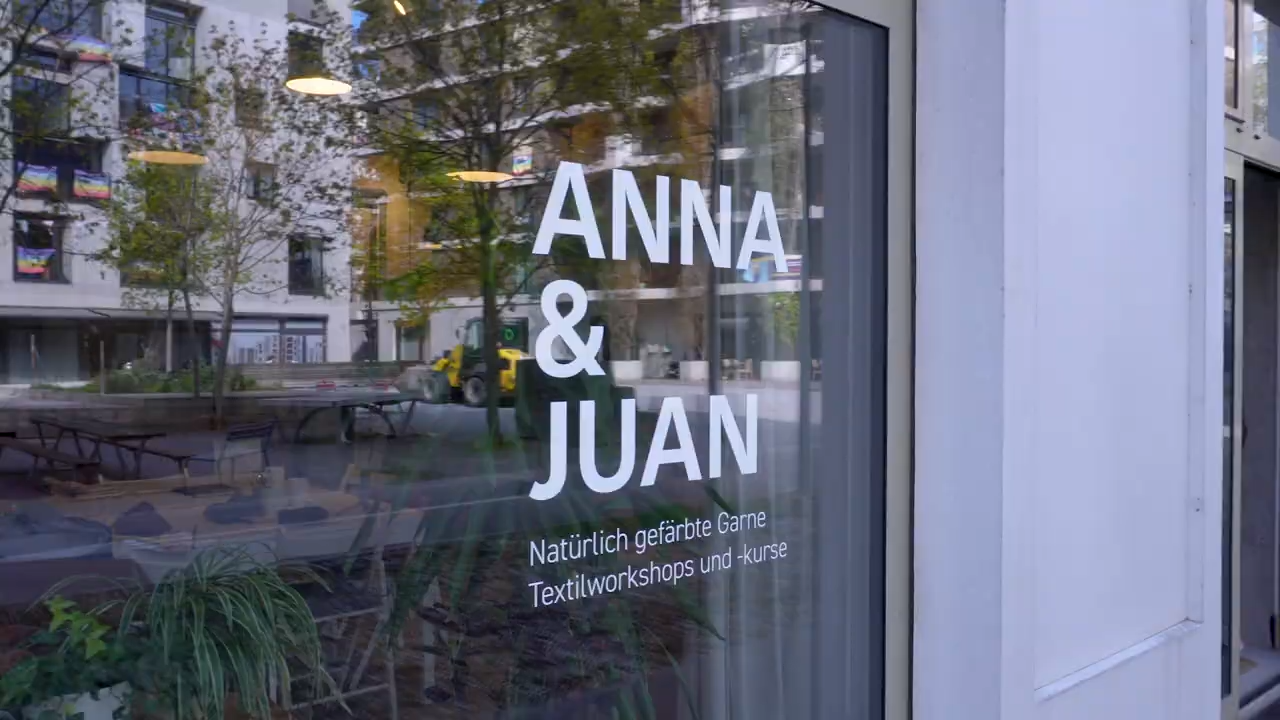 ANNA
&
JUAN
Natürlich gefärbte Garne
Textilworkshops und -kurse